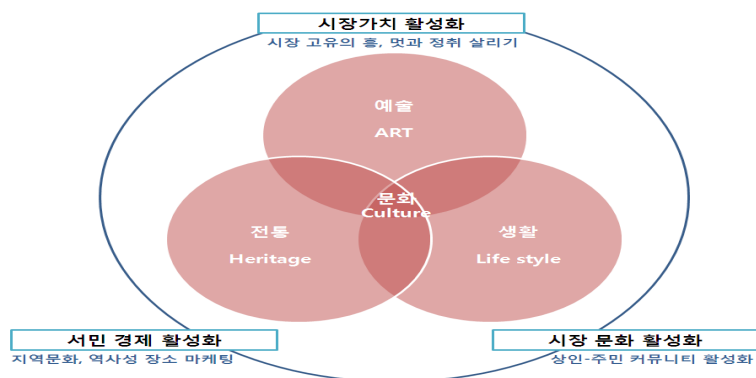 시장가치 활성화
시장 고유의 흥, 멋과 정취 살리기
예술
ART
문화
Culture
전통
Heritage
생활
Life style
서민 경제 활성화
지역문화, 역사성 장소 마케팅
시장 문화 활성화
상인-주민 커뮤니티 활성화